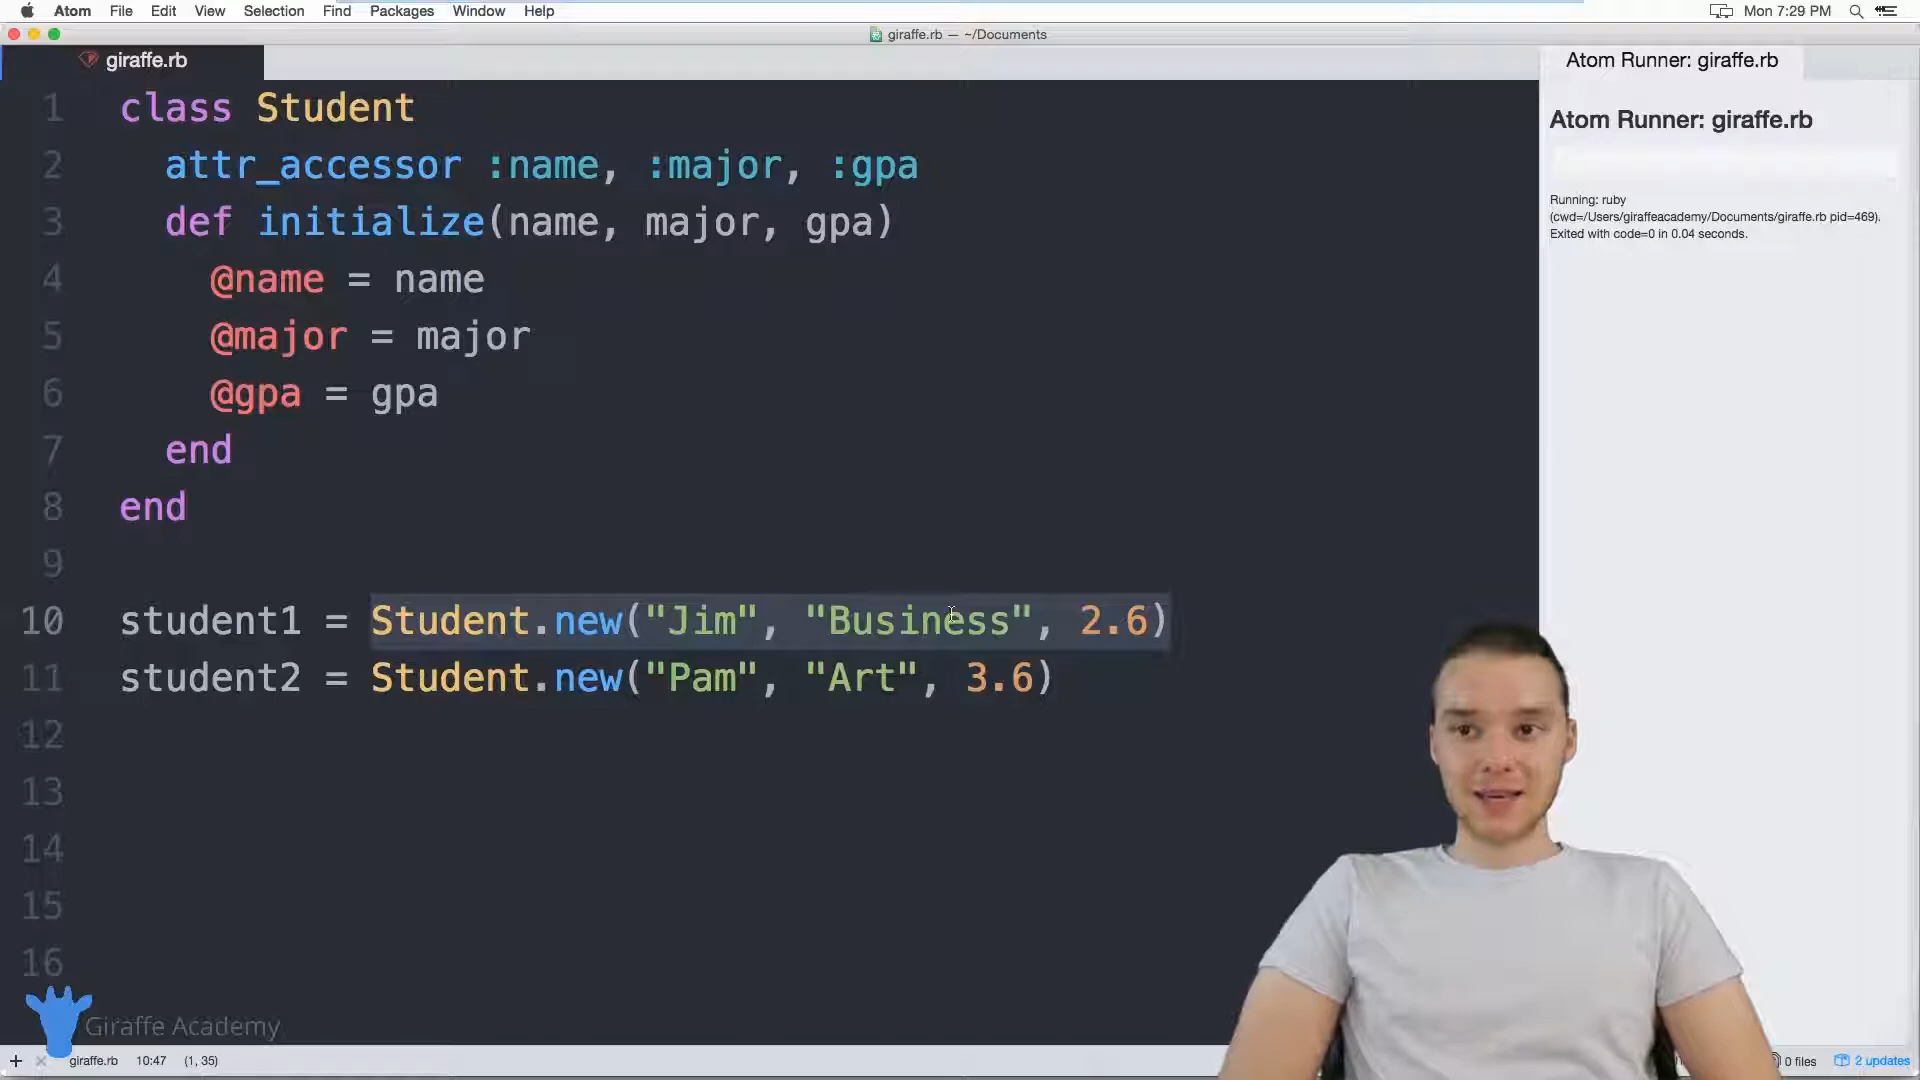 Atom File Edit View Selection Find Packages Window Help Mon 7:29 PM
giraffe.rb — ~/Documents
giraffe.rb
Atom Runner: giraffe.rb
1 class Student
2 attr_accessor :name, :major, :gpa
3 def initialize(name, major, gpa)
4 @name = name
5 @major = major
6 @gpa = gpa
7 end
8 end
9
10 student1 = Student.new("Jim", "Business", 2.6)
11 student2 = Student.new("Pam", "Art", 3.6)
12
13
14
15
16
Atom Runner: giraffe.rb
Running: ruby
(cwd=/Users/giraffeacademy/Documents/giraffe.rb pid=469).
Exited with code=0 in 0.04 seconds.
Giraffe Academy
giraffe.rb 10:47 (1, 35)
0 files 2 updates